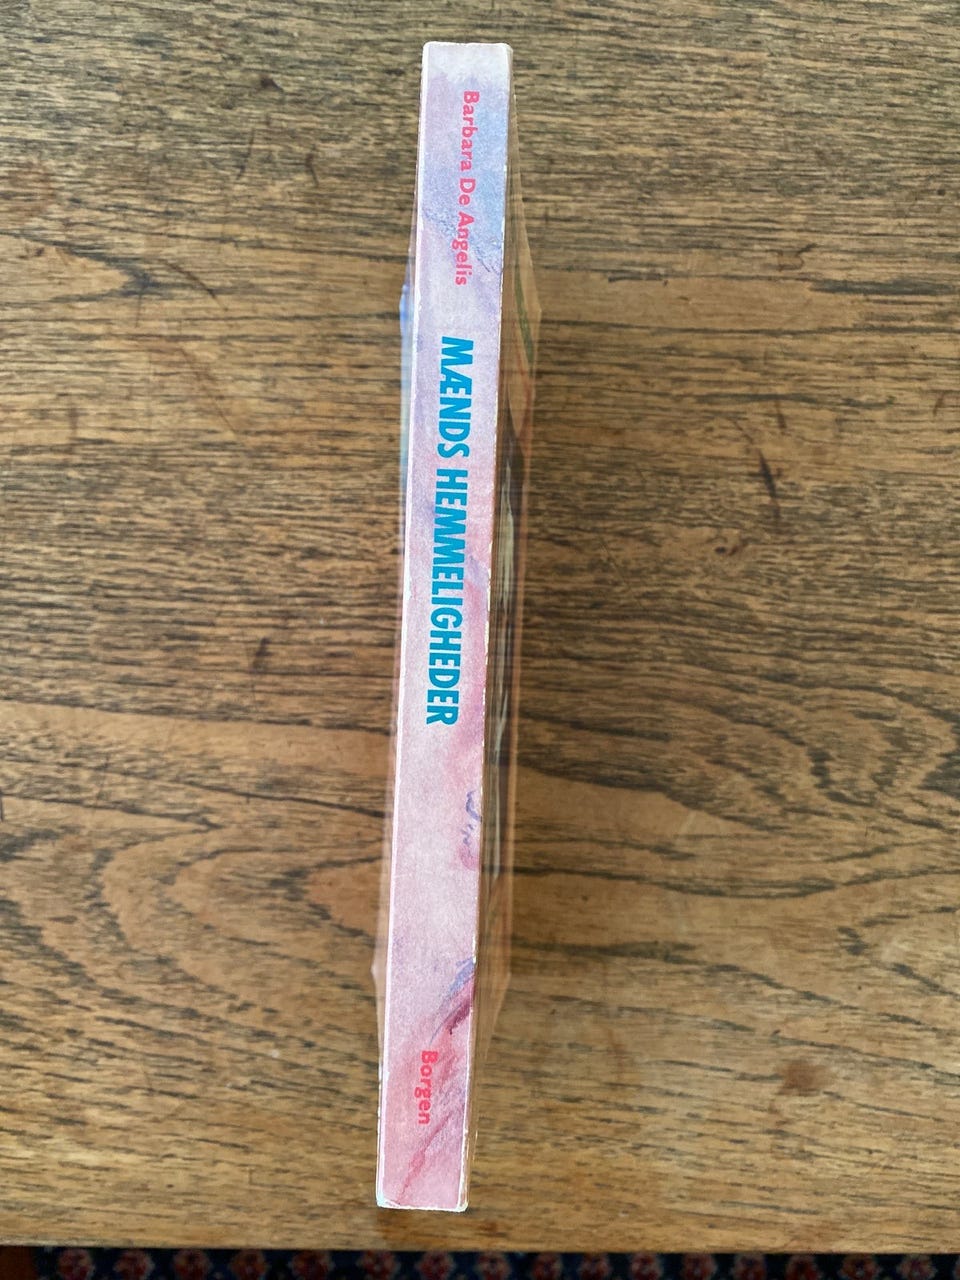 Barbara De Angelis
MÆNDS HEMMELIGHEDER
Borgen